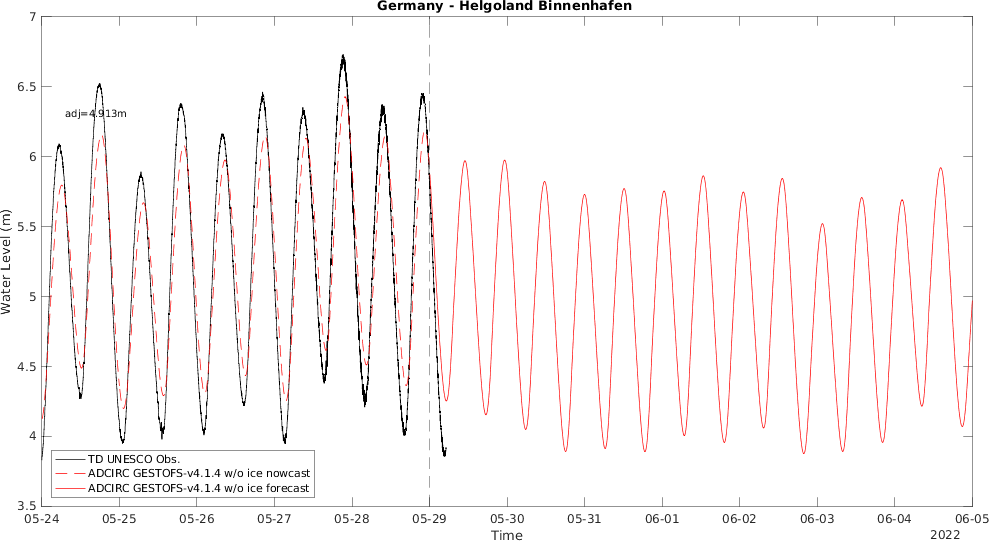 Germany - Helgoland Binnenhafen
7
6.5
adj=4.913m
6
5.5
5
4.5
4
3.5
Water Level (m)
TD UNESCO Obs.
ADCIRC GESTOFS-v4.1.4 w/o ice nowcast
ADCIRC GESTOFS-v4.1.4 w/o ice forecast
05-24 05-25 05-26 05-27 05-28 05-29 05-30 05-31 06-01 06-02 06-03 06-04 06-05
Time
2022